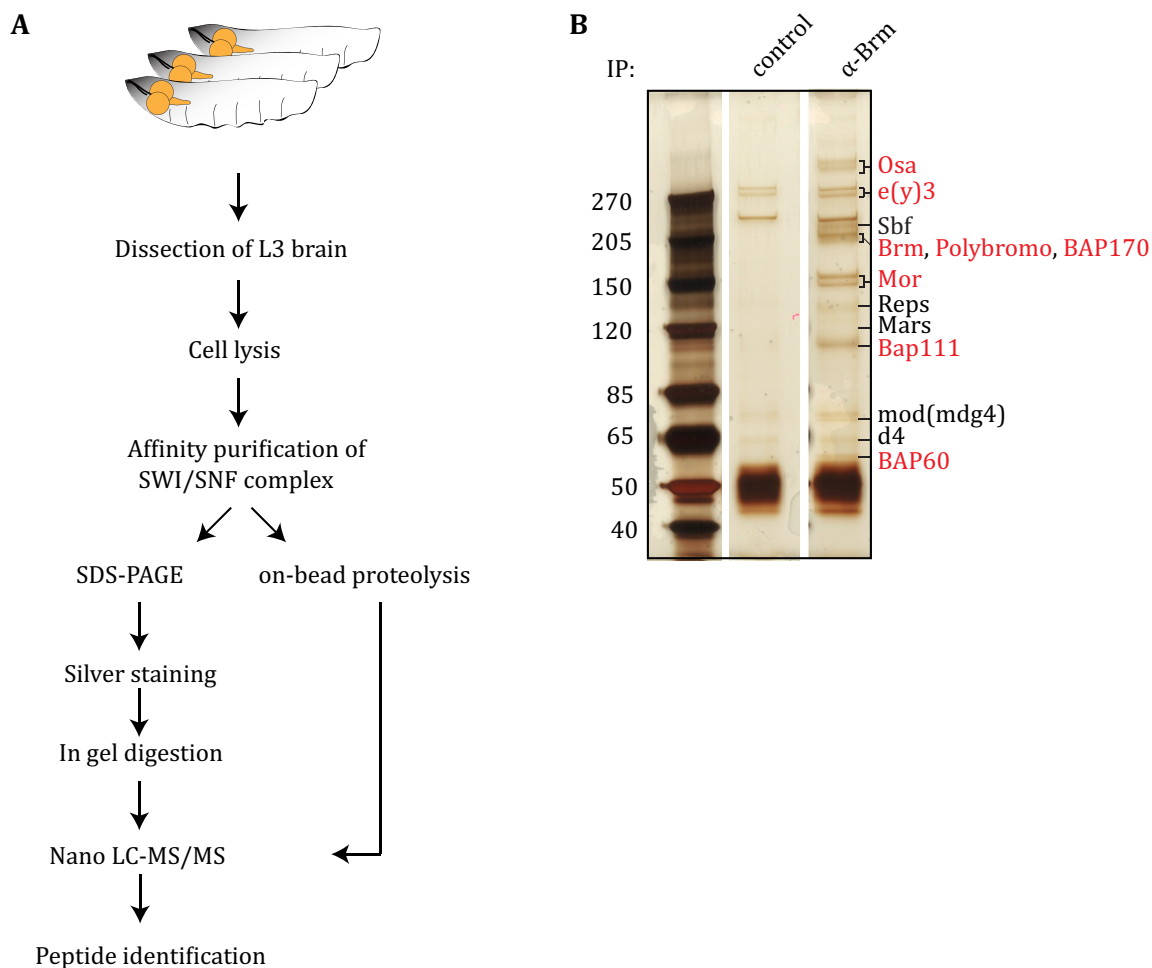 A
Dissection of L3 brain
Cell lysis
Affinity purification of
SWI/SNF complex
SDS-PAGE
on-bead proteolysis
Silver staining
In gel digestion
Nano LC-MS/MS
Peptide identification
B
IP:
control
α-Brm
270
205
150
120
85
65
50
40
Osa
e(y)3
Sbf
Brm, Polybromo, BAP170
Mor
Reps
Mars
Bap111
mod(mdg4)
d4
BAP60